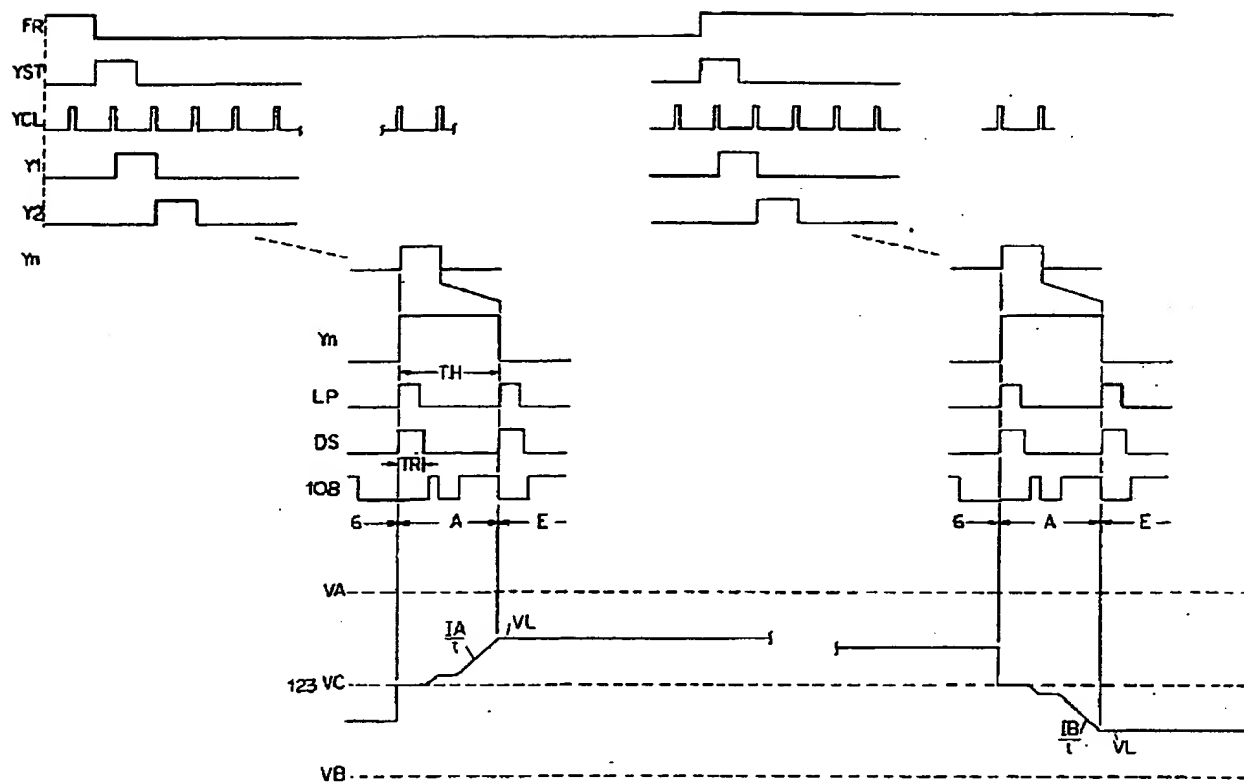 FR
YST
YCL
Y1
Y2
Yn
Yn
TH
LP
DS
TR
108
6 A E
6 A E
VA
IA/t VL
123 VC
IB/t VL
VB